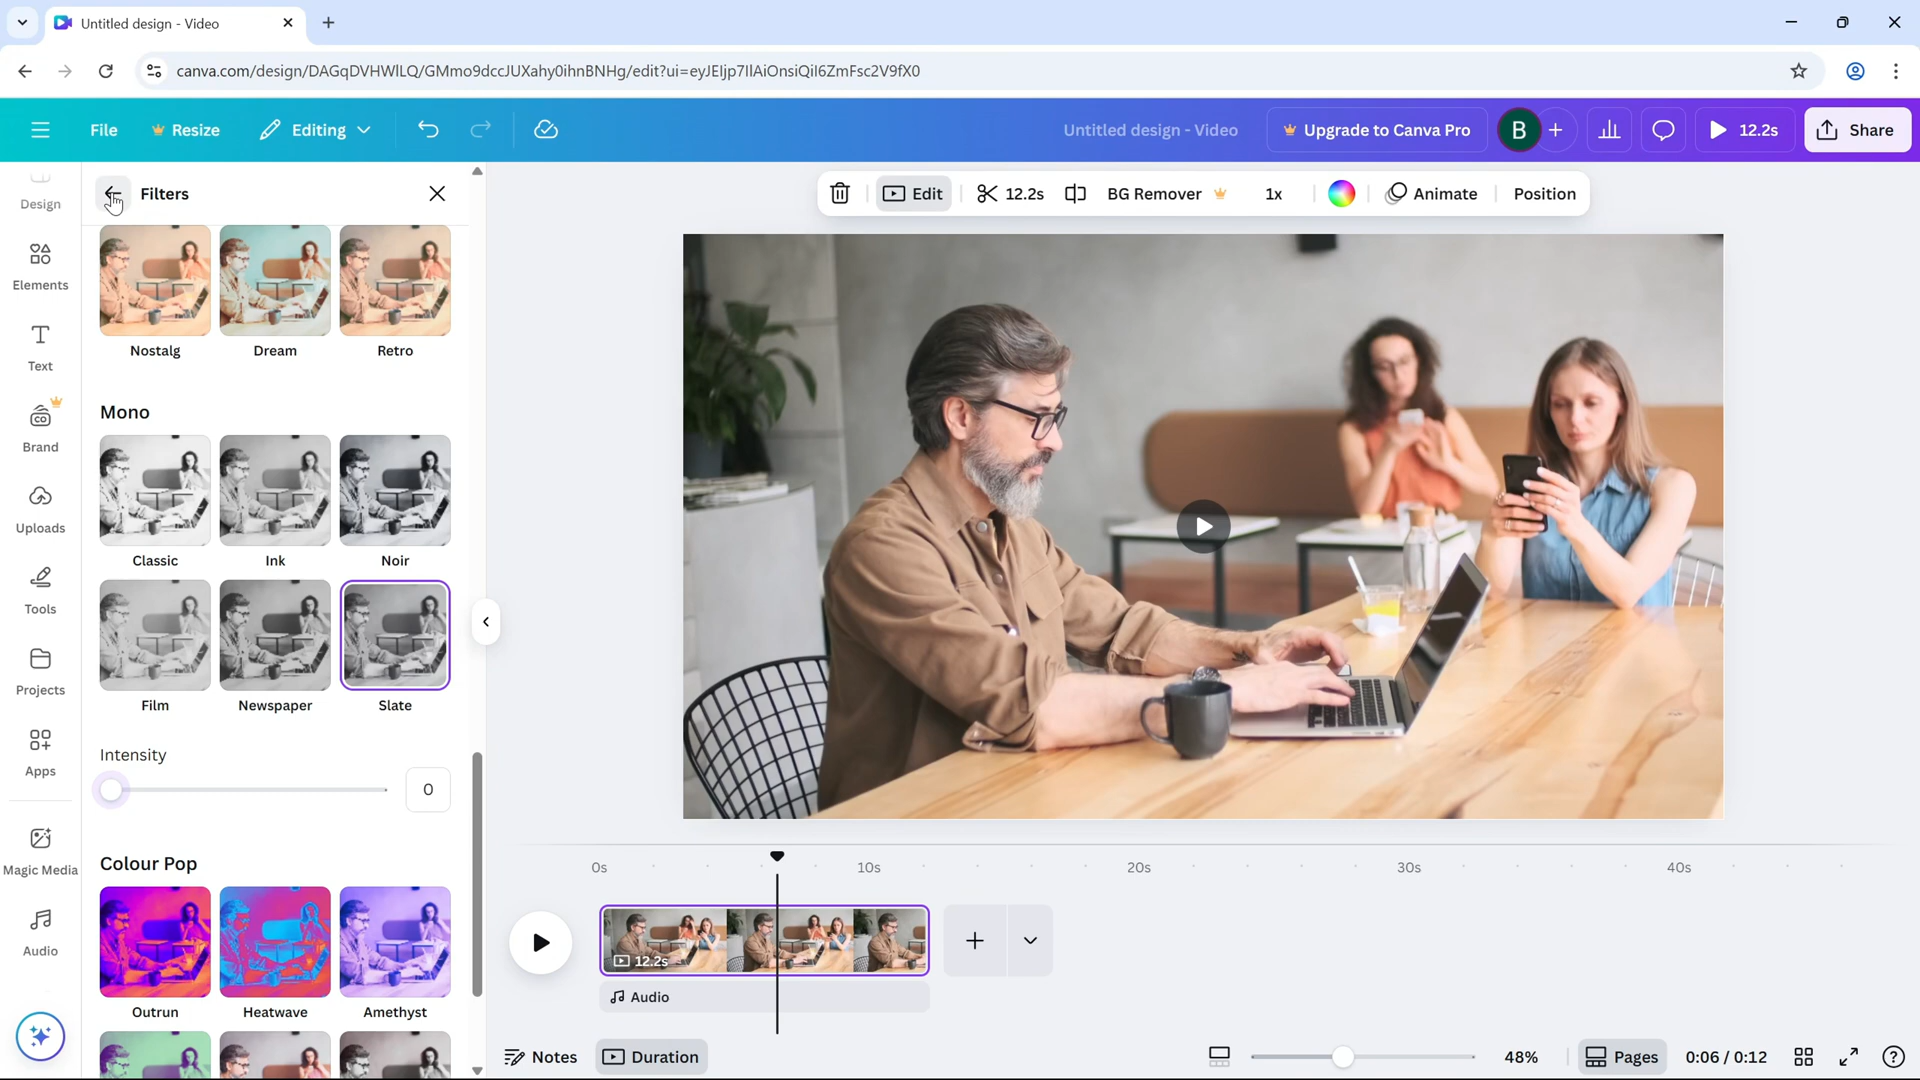 Untitled design - Video
canva.com/design/DAGqDVHWlLQ/GMmo9dccJUXahy0ihnBNHg/edit?ui=eyJEIjp7IlAiOnsiQiI6ZmFsc2V9fX0
File
Resize
Editing
Untitled design - Video
Upgrade to Canva Pro
B
12.2s
Share
Design
Elements
Text
Brand
Uploads
Tools
Projects
Apps
Magic Media
Audio
Filters
Nostalg
Dream
Retro
Mono
Classic
Ink
Noir
Film
Newspaper
Slate
Intensity
0
Colour Pop
Outrun
Heatwave
Amethyst
Edit
12.2s
BG Remover
1x
Animate
Position
0s
10s
20s
30s
40s
12.2s
Audio
Notes
Duration
48%
Pages
0:06 / 0:12